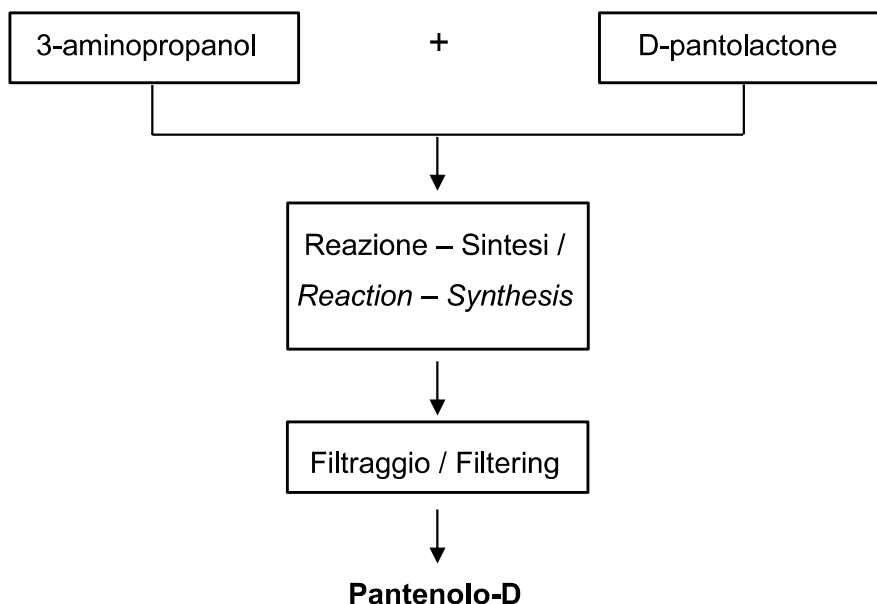 3-aminopropanol + D-pantolactone
Reazione – Sintesi /
Reaction – Synthesis
Filtraggio / Filtering
Pantenolo-D